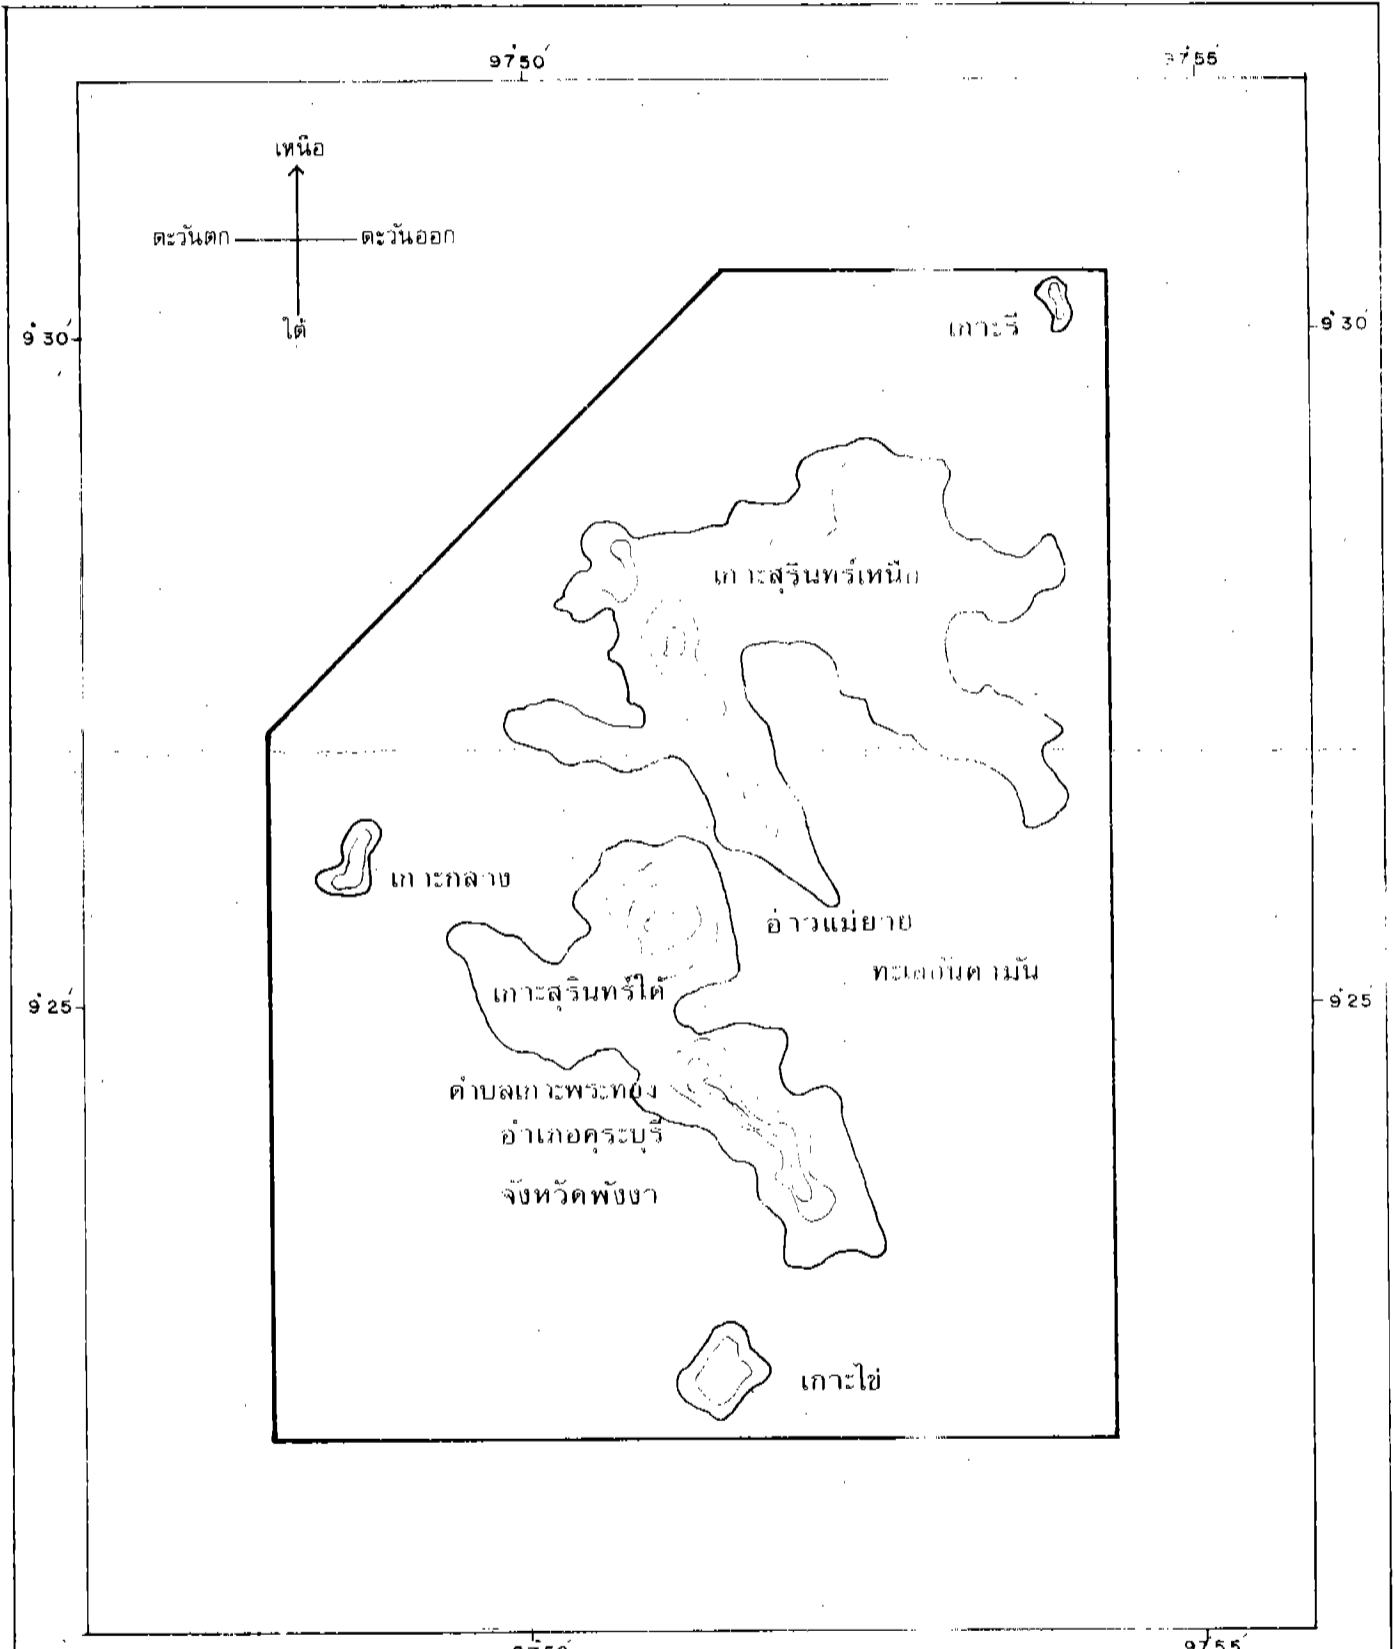 97°50′
97°55′
เหนือ
ตะวันตก
ตะวันออก
ใต้
9°30′
9°30′
เกาะรี
เกาะสุรินทร์เหนือ
เกาะกลาง
อ่าวแม่ยาย
ทะเลอันดามัน
เกาะสุรินทร์ใต้
9°25′
9°25′
ตำบลเกาะพระทอง
อำเภอคุระบุรี
จังหวัดพังงา
เกาะไข่
97°55′